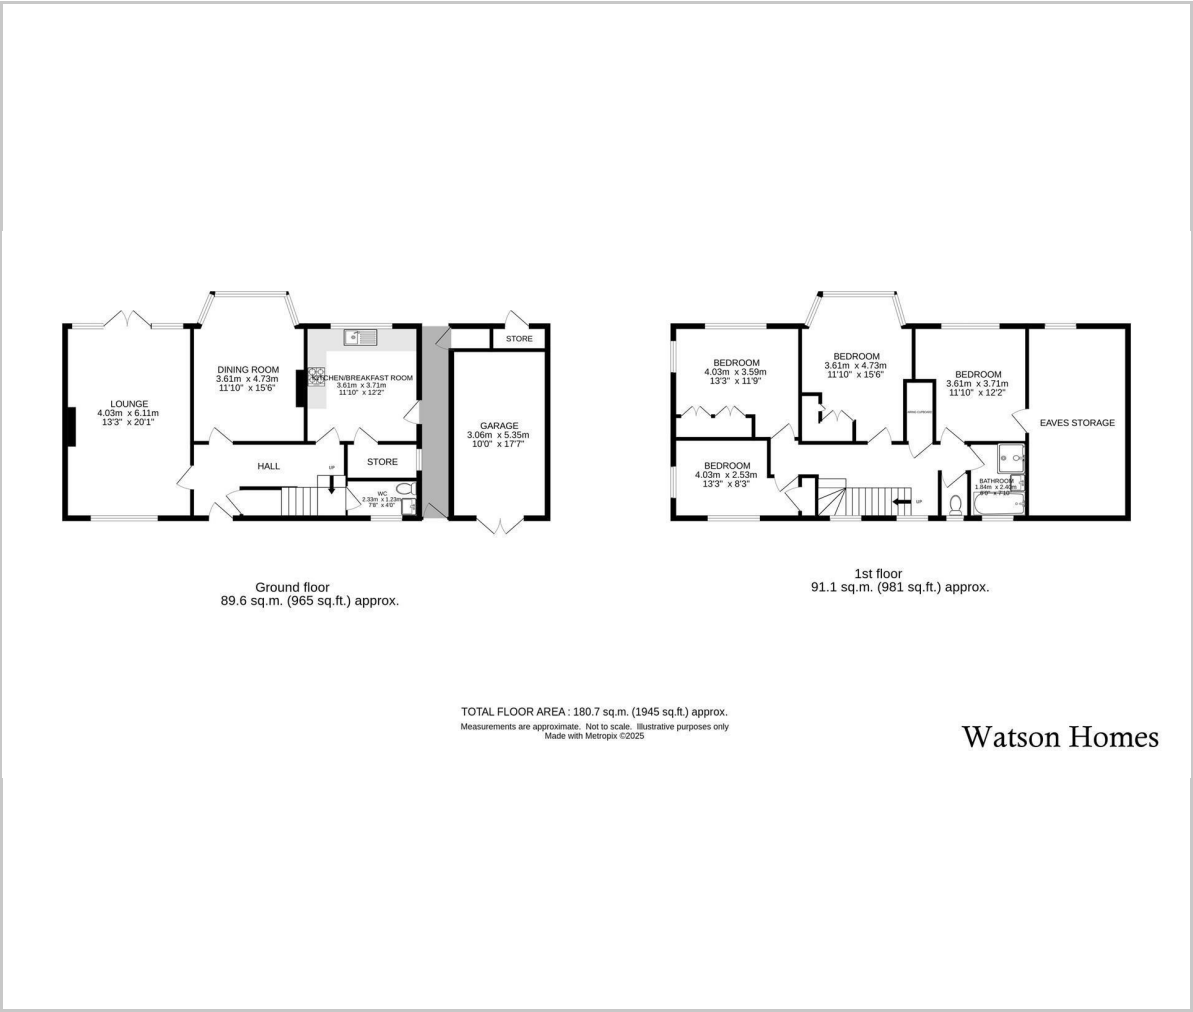 LOUNGE
4.03m x 6.11m
13'3" x 20'1"
DINING ROOM
3.61m x 4.73m
11'10" x 15'6"
KITCHEN/BREAKFAST ROOM
3.61m x 3.71m
11'10" x 12'2"
STORE
GARAGE
3.06m x 5.35m
10'0" x 17'7"
HALL
UP
STORE
WC
2.33m x 1.23m
7'8" x 4'0"
Ground floor
89.6 sq.m. (965 sq.ft.) approx.
BEDROOM
4.03m x 3.59m
13'3" x 11'9"
BEDROOM
3.61m x 4.73m
11'10" x 15'6"
BEDROOM
3.61m x 3.71m
11'10" x 12'2"
EAVES STORAGE
BEDROOM
4.03m x 2.53m
13'3" x 8'3"
UP
BATHROOM
1.84m x 2.40m
6'0" x 7'10"
1st floor
91.1 sq.m. (981 sq.ft.) approx.
TOTAL FLOOR AREA : 180.7 sq.m. (1945 sq.ft.) approx.
Measurements are approximate. Not to scale. Illustrative purposes only
Made with Metropix ©2025
Watson Homes